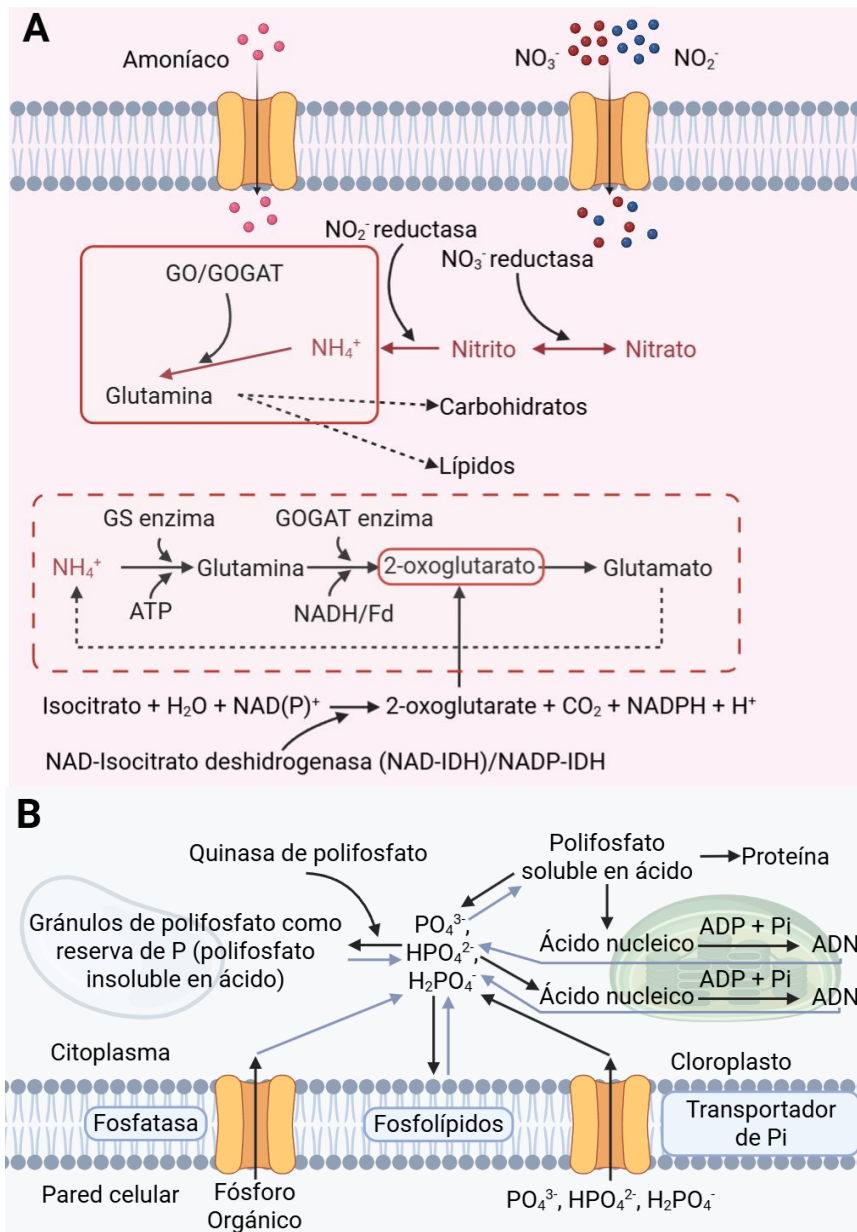 A
Amoníaco
NO₃⁻
NO₂⁻
NO₂⁻ reductasa
NO₃⁻ reductasa
GO/GOGAT
NH₄⁺
Nitrito
Nitrato
Glutamina
Carbohidratos
Lípidos
GS enzima
GOGAT enzima
NH₄⁺
Glutamina
2-oxoglutarato
Glutamato
ATP
NADH/Fd
Isocitrato + H₂O + NAD(P)⁺
2-oxoglutarate + CO₂ + NADPH + H⁺
NAD-Isocitrato deshidrogenasa (NAD-IDH)/NADP-IDH
B
Quinasa de polifosfato
Polifosfato
soluble en ácido
Proteína
Gránulos de polifosfato como
reserva de P (polifosfato
insoluble en ácido)
PO₄³⁻,
HPO₄²⁻,
H₂PO₄⁻
Ácido nucleico
ADP + Pi
ADN
Ácido nucleico
ADP + Pi
ADN
Citoplasma
Cloroplasto
Fosfatasa
Fosfolípidos
Transportador
de Pi
Pared celular
Fósforo
Orgánico
PO₄³⁻, HPO₄²⁻, H₂PO₄⁻